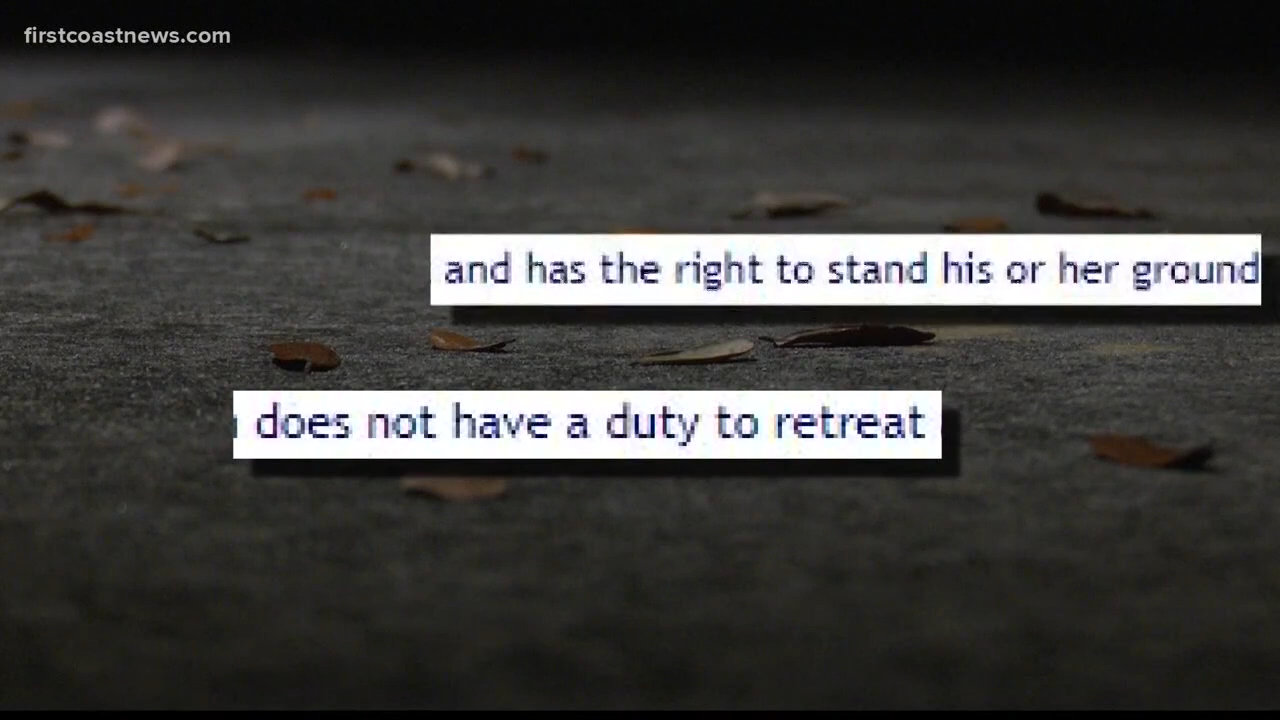 firstcoastnews.com
and has the right to stand his or her ground
does not have a duty to retreat